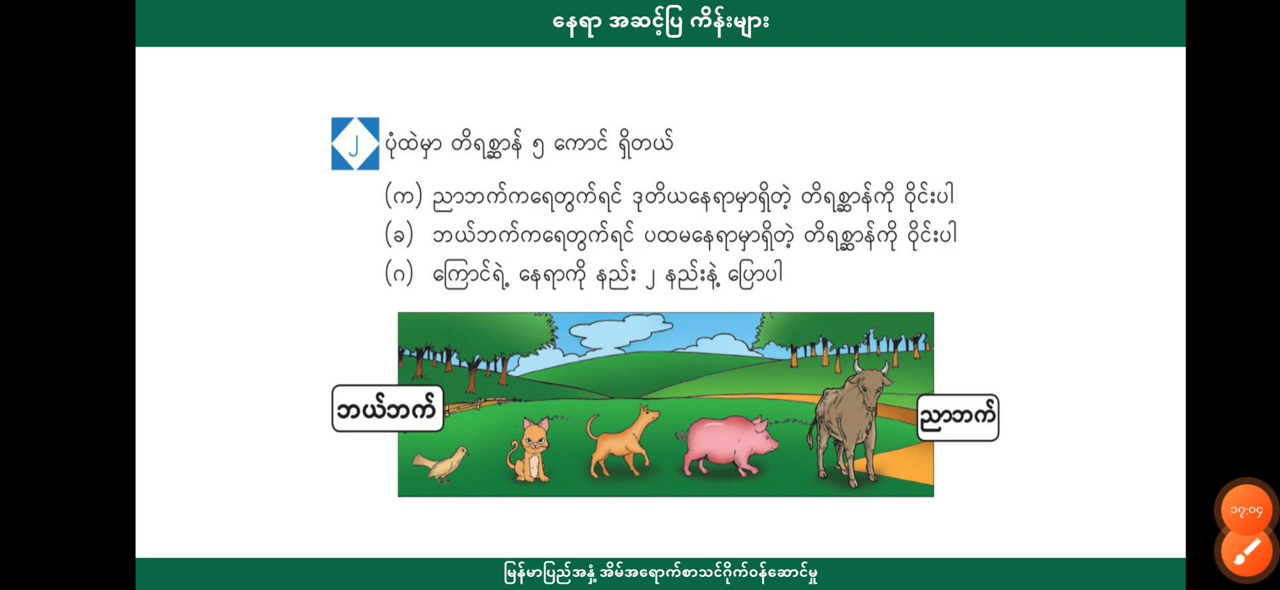 နေရာ အဆင့်ပြ ကိန်းများ
၂ ပုံထဲမှာ တိရစ္ဆာန် ၅ ကောင် ရှိတယ်
(က) ညာဘက်ကရေတွက်ရင် ဒုတိယနေရာမှာရှိတဲ့ တိရစ္ဆာန်ကို ဝိုင်းပါ
(ခ) ဘယ်ဘက်ကရေတွက်ရင် ပထမနေရာမှာရှိတဲ့ တိရစ္ဆာန်ကို ဝိုင်းပါ
(ဂ) ကြောင်ရဲ့ နေရာကို နည်း ၂ နည်းနဲ့ ပြောပါ
ဘယ်ဘက်
ညာဘက်
၁၇:၀၄
မြန်မာပြည်အနှံ့ အိမ်အရောက်စာသင်ဂိုက်ဝန်ဆောင်မှု